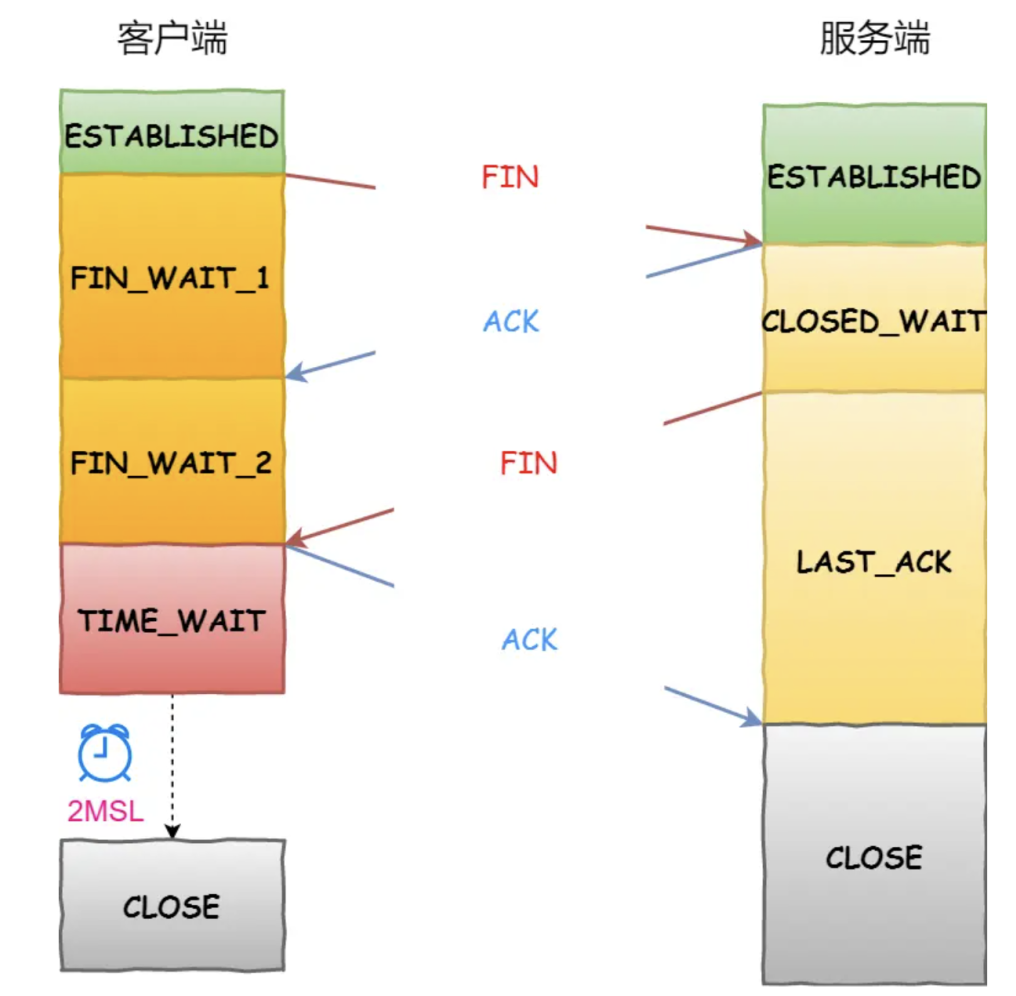 客户端
服务端
ESTABLISHED
FIN
ESTABLISHED
FIN_WAIT_1
ACK
CLOSED_WAIT
FIN_WAIT_2
FIN
LAST_ACK
TIME_WAIT
ACK
2MSL
CLOSE
CLOSE